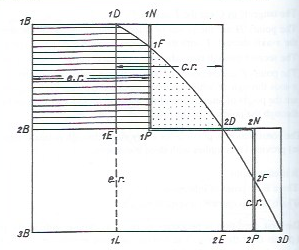 1B 1D 1N
1F
e.r. c.r.
2B 1E 1P 2D 2N
e.r. 2F
c.r.
3B 1L 2E 2P 3D